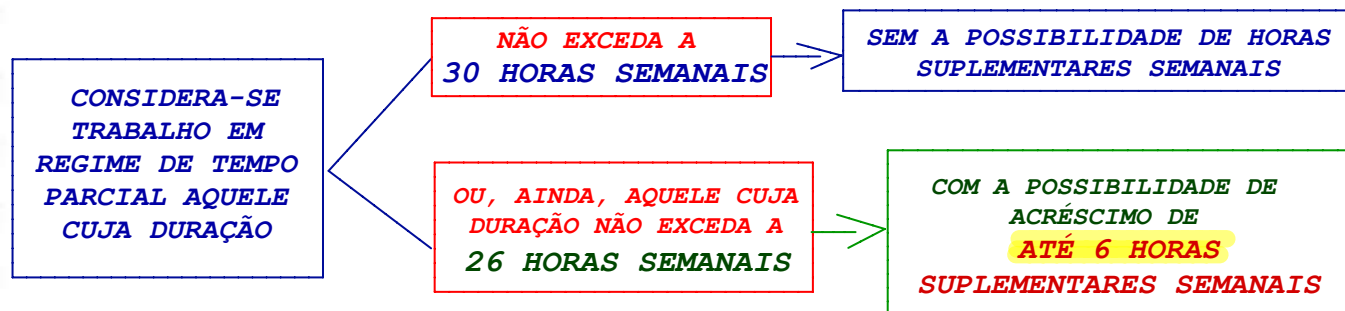 CONSIDERA-SE
TRABALHO EM
REGIME DE TEMPO
PARCIAL AQUELE
CUJA DURAÇÃO
NÃO EXCEDA A
30 HORAS SEMANAIS
SEM A POSSIBILIDADE DE HORAS
SUPLEMENTARES SEMANAIS
OU, AINDA, AQUELE CUJA
DURAÇÃO NÃO EXCEDA A
26 HORAS SEMANAIS
COM A POSSIBILIDADE DE
ACRÉSCIMO DE
ATÉ 6 HORAS
SUPLEMENTARES SEMANAIS